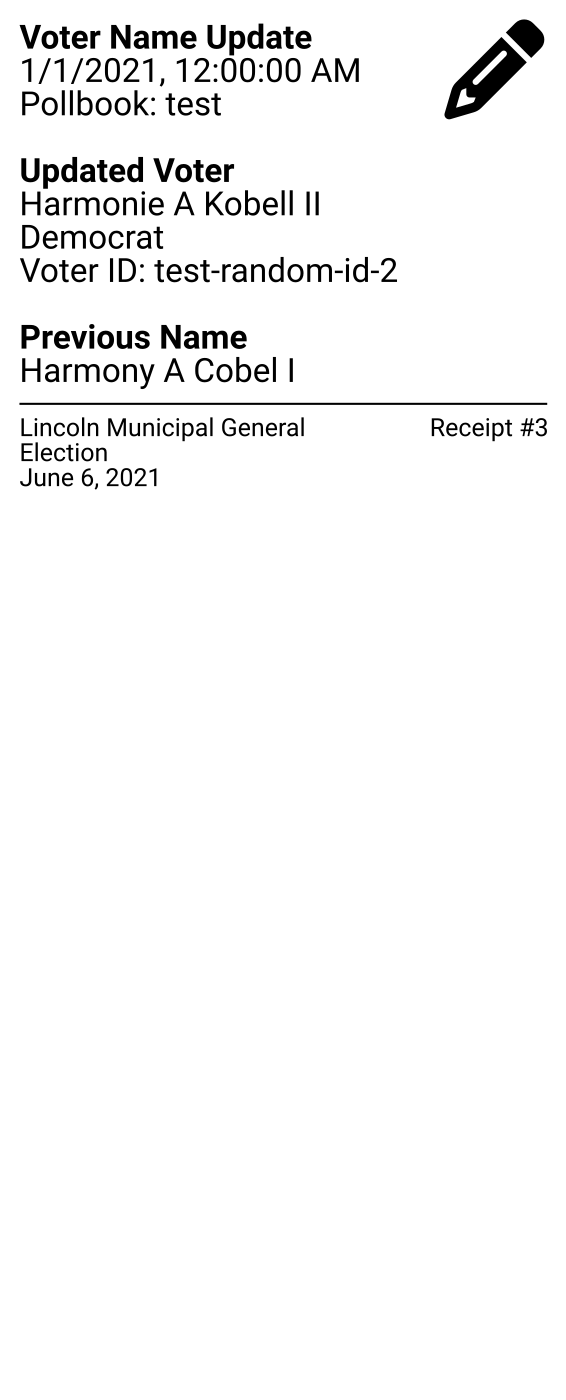 Voter Name Update
1/1/2021, 12:00:00 AM
Pollbook: test
Updated Voter
Harmonie A Kobell II
Democrat
Voter ID: test-random-id-2
Previous Name
Harmony A Cobel I
Lincoln Municipal General
Election
June 6, 2021
Receipt #3